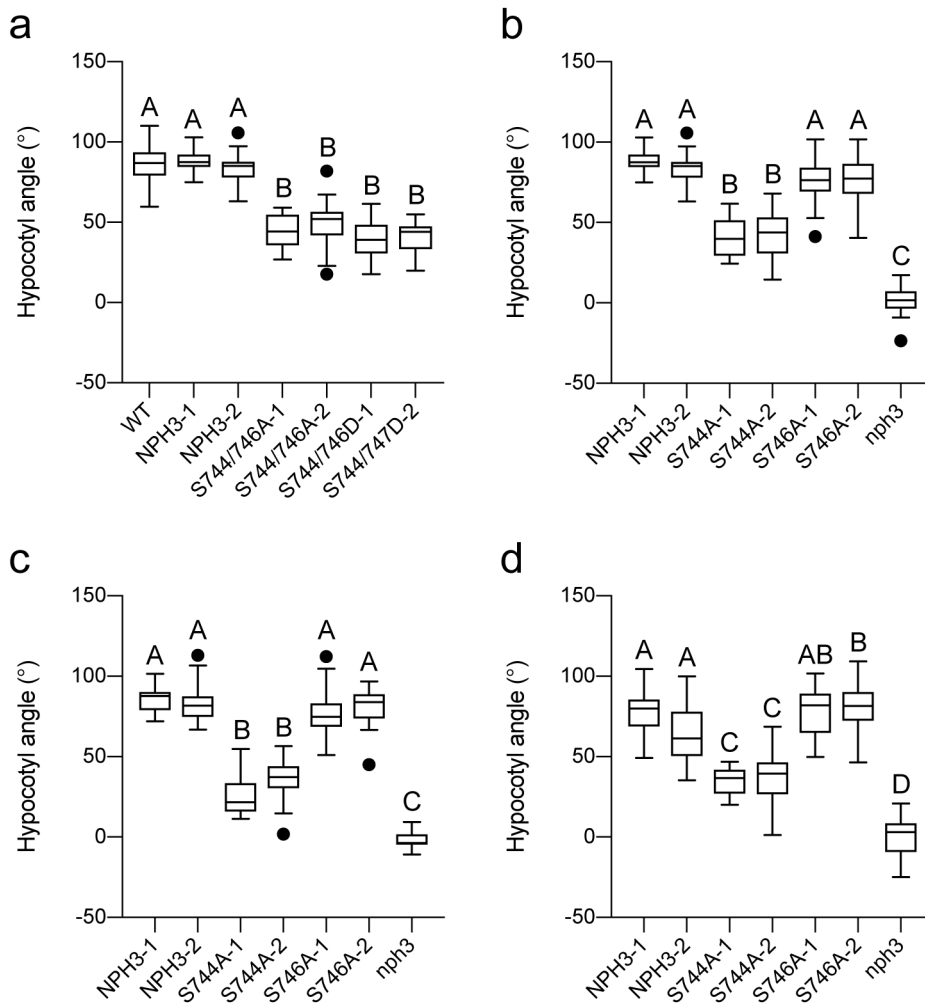 a
Hypocotyl angle (°)
150
100
50
0
-50
A
A
A
B
B
B
B
WT
NPH3-1
NPH3-2
S744/746A-1
S744/746A-2
S744/746D-1
S744/747D-2
b
Hypocotyl angle (°)
150
100
50
0
-50
A
A
B
B
A
A
C
NPH3-1
NPH3-2
S744A-1
S744A-2
S746A-1
S746A-2
nph3
c
Hypocotyl angle (°)
150
100
50
0
-50
A
A
B
B
A
A
C
NPH3-1
NPH3-2
S744A-1
S744A-2
S746A-1
S746A-2
nph3
d
Hypocotyl angle (°)
150
100
50
0
-50
A
A
C
C
AB
B
D
NPH3-1
NPH3-2
S744A-1
S744A-2
S746A-1
S746A-2
nph3